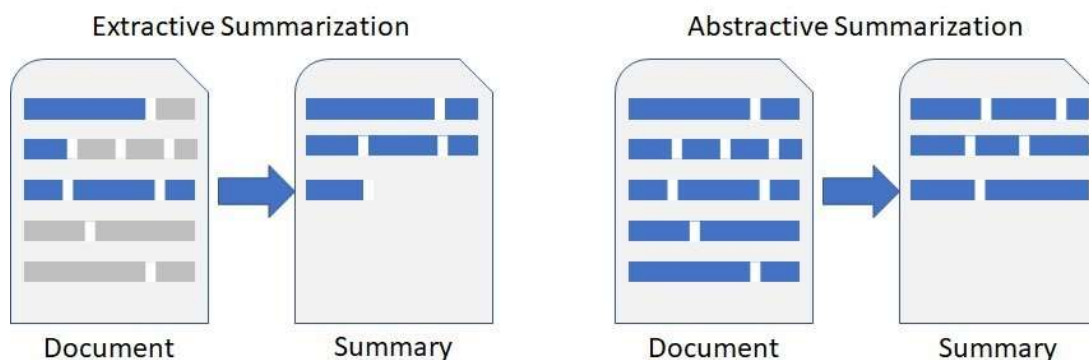 Extractive Summarization
Abstractive Summarization
Document
Summary
Document
Summary